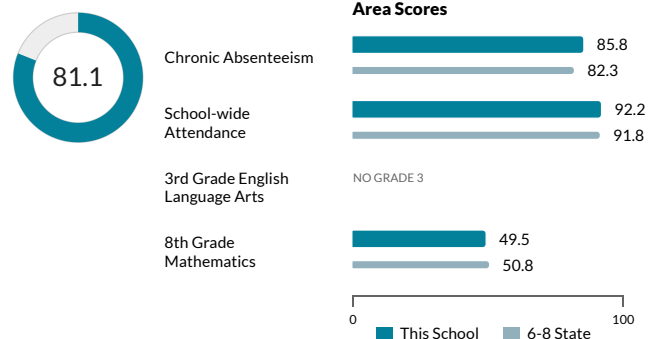 Area Scores
81.1
Chronic Absenteeism
85.8
82.3
School-wide
Attendance
92.2
91.8
3rd Grade English
Language Arts
NO GRADE 3
8th Grade
Mathematics
49.5
50.8
0
100
This School
6-8 State